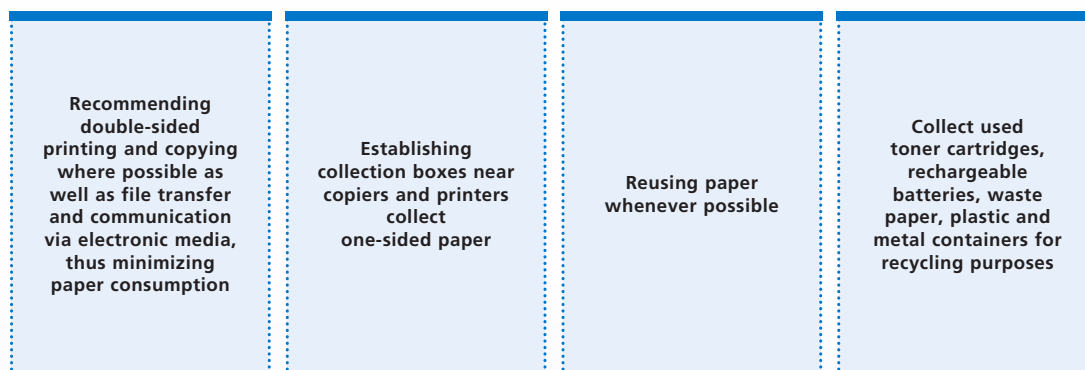 Recommending
double-sided
printing and copying
where possible as
well as file transfer
and communication
via electronic media,
thus minimizing
paper consumption
Establishing
collection boxes near
copiers and printers
collect
one-sided paper
Reusing paper
whenever possible
Collect used
toner cartridges,
rechargeable
batteries, waste
paper, plastic and
metal containers for
recycling purposes